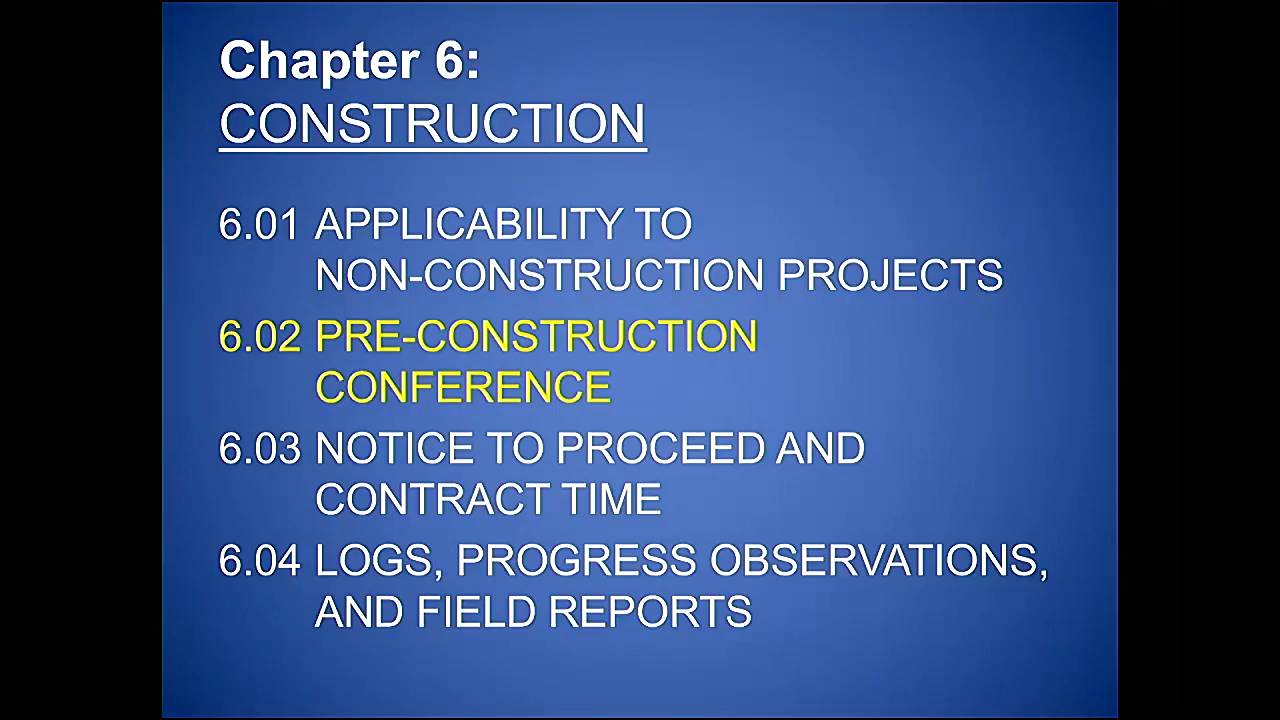 Chapter 6:
CONSTRUCTION
6.01 APPLICABILITY TO
NON-CONSTRUCTION PROJECTS
6.02 PRE-CONSTRUCTION
CONFERENCE
6.03 NOTICE TO PROCEED AND
CONTRACT TIME
6.04 LOGS, PROGRESS OBSERVATIONS,
AND FIELD REPORTS